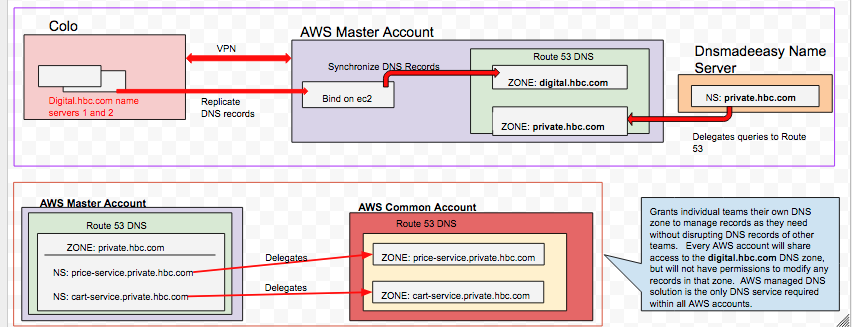 Colo
Digital.hbc.com name
servers 1 and 2
VPN
Replicate
DNS records
AWS Master Account
Synchronize DNS Records
Bind on ec2
Route 53 DNS
ZONE: digital.hbc.com
ZONE: private.hbc.com
Dnsmadeeasy Name
Server
NS: private.hbc.com
Delegates queries to Route
53
AWS Master Account
Route 53 DNS
ZONE: private.hbc.com
NS: price-service.private.hbc.com
NS: cart-service.private.hbc.com
Delegates
Delegates
AWS Common Account
Route 53 DNS
ZONE: price-service.private.hbc.com
ZONE: cart-service.private.hbc.com
Grants individual teams their own DNS
zone to manage records as they need
without disrupting DNS records of other
teams. Every AWS account will share
access to the digital.hbc.com DNS zone,
but will not have permissions to modify any
records in that zone. AWS managed DNS
solution is the only DNS service required
within all AWS accounts.